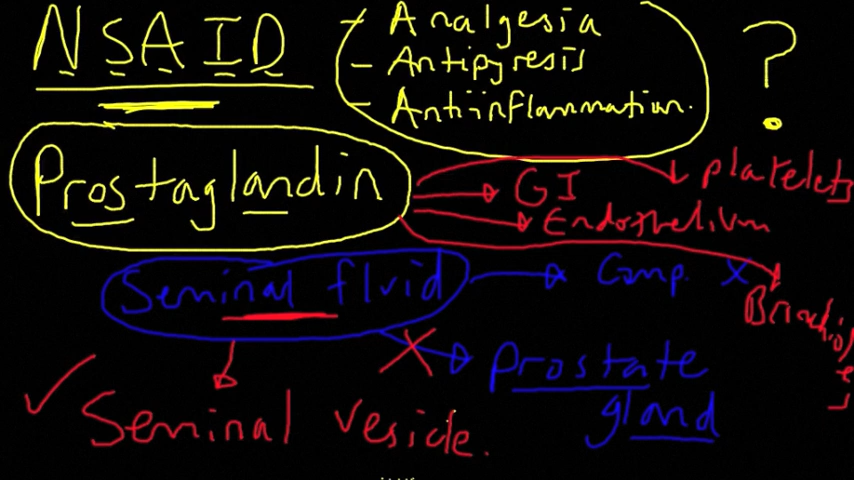 NSAID
- Analgesia
- Antipyresis
- Antiinflammation.
?
Prostaglandin
GI
Platelets
Endothelium
Seminal fluid
Comp. X
Prostate
gland
Seminal vesicle.